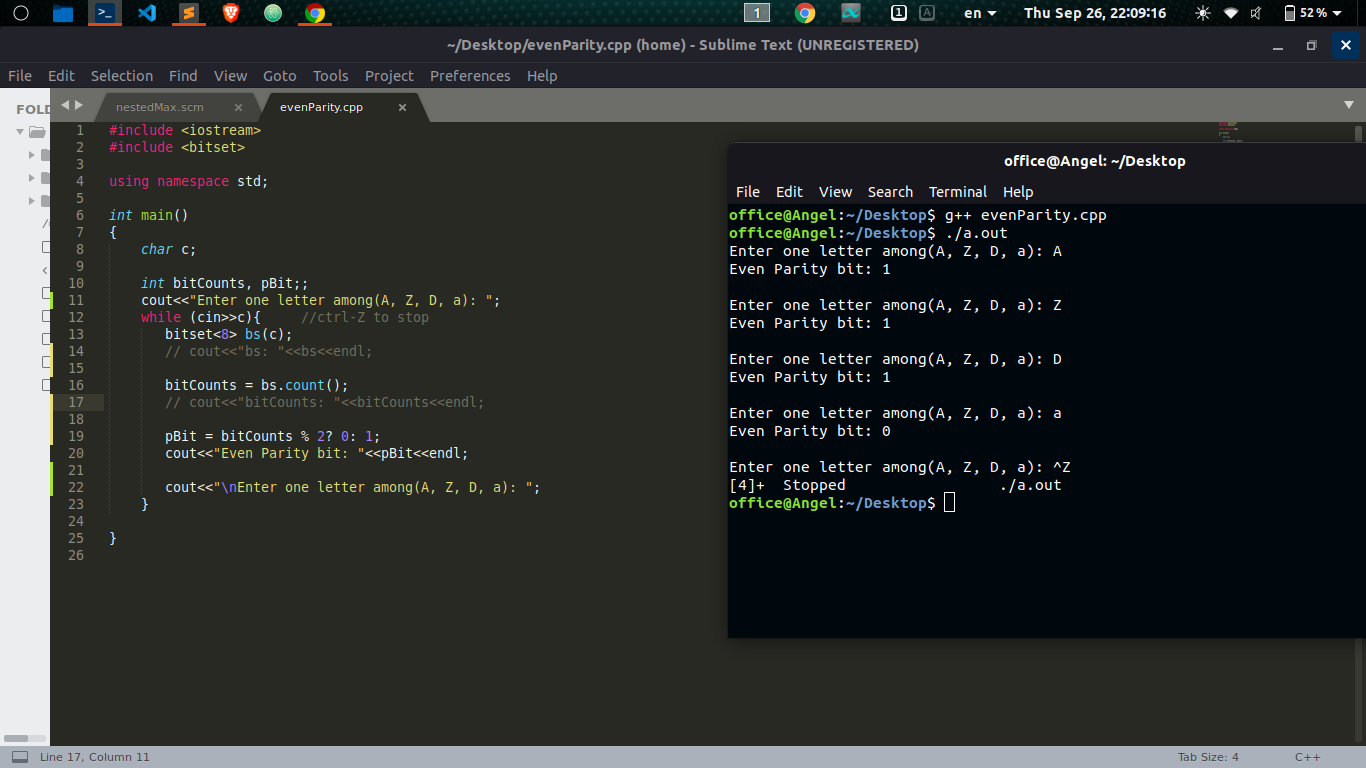 1
1
A
en
Thu Sep 26, 22:09:16
52 %
~/Desktop/evenParity.cpp (home) - Sublime Text (UNREGISTERED)
File Edit Selection Find View Goto Tools Project Preferences Help
FOLD
nestedMax.scm
evenParity.cpp
1 #include <iostream>
2 #include <bitset>
3
4 using namespace std;
5
6 int main()
7 {
8 char c;
9
10 int bitCounts, pBit;;
11 cout<<"Enter one letter among(A, Z, D, a): ";
12 while (cin>>c){ //ctrl-Z to stop
13 bitset<8> bs(c);
14 // cout<<"bs: "<<bs<<endl;
15
16 bitCounts = bs.count();
17 // cout<<"bitCounts: "<<bitCounts<<endl;
18
19 pBit = bitCounts % 2? 0: 1;
20 cout<<"Even Parity bit: "<<pBit<<endl;
21
22 cout<<"\nEnter one letter among(A, Z, D, a): ";
23 }
24
25 }
26
office@Angel: ~/Desktop
File Edit View Search Terminal Help
office@Angel:~/Desktop$ g++ evenParity.cpp
office@Angel:~/Desktop$ ./a.out
Enter one letter among(A, Z, D, a): A
Even Parity bit: 1
Enter one letter among(A, Z, D, a): Z
Even Parity bit: 1
Enter one letter among(A, Z, D, a): D
Even Parity bit: 1
Enter one letter among(A, Z, D, a): a
Even Parity bit: 0
Enter one letter among(A, Z, D, a): ^Z
[4]+ Stopped ./a.out
office@Angel:~/Desktop$
Line 17, Column 11
Tab Size: 4
C++